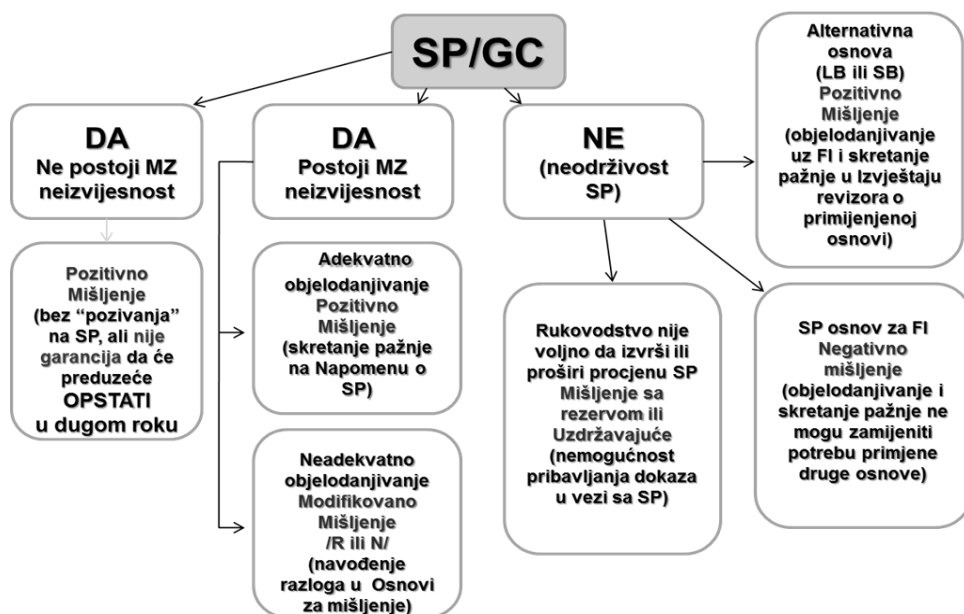 SP/GC
DA
Ne postoji MZ
neizvijesnost
DA
Postoji MZ
neizvijesnost
NE
(neodrživost
SP)
Alternativna
osnova
(LB ili SB)
Pozitivno
Mišljenje
(objelodanjivanje
uz FI i skretanje
pažnje u Izvještaju
revizora o
primijenjenoj
osnovi)
Pozitivno
Mišljenje
(bez “pozivanja”
na SP, ali nije
garancija da će
preduzeće
OPSTATI
u dugom roku
Adekvatno
objelodanjivanje
Pozitivno
Mišljenje
(skretanje pažnje
na Napomenu o
SP)
Neadekvatno
objelodanjivanje
Modifikovano
Mišljenje
/R ili N/
(navođenje
razloga u Osnovi
za mišljenje)
Rukovodstvo nije
voljno da izvrši ili
proširi procjenu SP
Mišljenje sa
rezervom ili
Uzdržavajuće
(nemogućnost
pribavljanja dokaza
u vezi sa SP)
SP osnov za FI
Negativno
mišljenje
(objelodanjivanje i
skretanje pažnje ne
mogu zamijeniti
potrebu primjene
druge osnove)